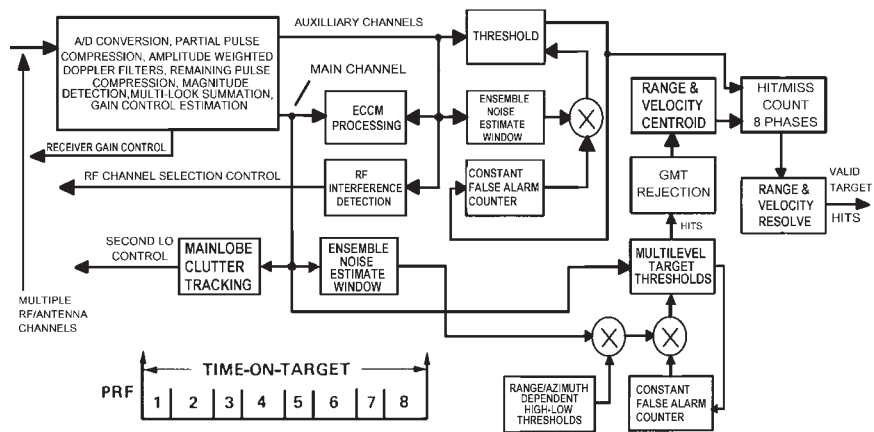 AUXILLIARY CHANNELS
A/D CONVERSION, PARTIAL PULSE
COMPRESSION, AMPLITUDE WEIGHTED
DOPPLER FILTERS, REMAINING PULSE
COMPRESSION, MAGNITUDE
DETECTION,MULTI-LOOK SUMMATION,
GAIN CONTROL ESTIMATION
MAIN CHANNEL
THRESHOLD
ECCM
PROCESSING
ENSEMBLE
NOISE
ESTIMATE
WINDOW
X
RANGE &
VELOCITY
CENTROID
HIT/MISS
COUNT
8 PHASES
RECEIVER GAIN CONTROL
RF CHANNEL SELECTION CONTROL
RF
INTERFERENCE
DETECTION
CONSTANT
FALSE ALARM
COUNTER
GMT
REJECTION
RANGE &
VELOCITY
RESOLVE
VALID
TARGET
HITS
HITS
SECOND LO
CONTROL
MAINLOBE
CLUTTER
TRACKING
ENSEMBLE
NOISE
ESTIMATE
WINDOW
MULTILEVEL
TARGET
THRESHOLDS
MULTIPLE
RF/ANTENNA
CHANNELS
X
X
TIME-ON-TARGET
PRF
1 2 3 4 5 6 7 8
RANGE/AZIMUTH
DEPENDENT
HIGH-LOW
THRESHOLDS
CONSTANT
FALSE ALARM
COUNTER